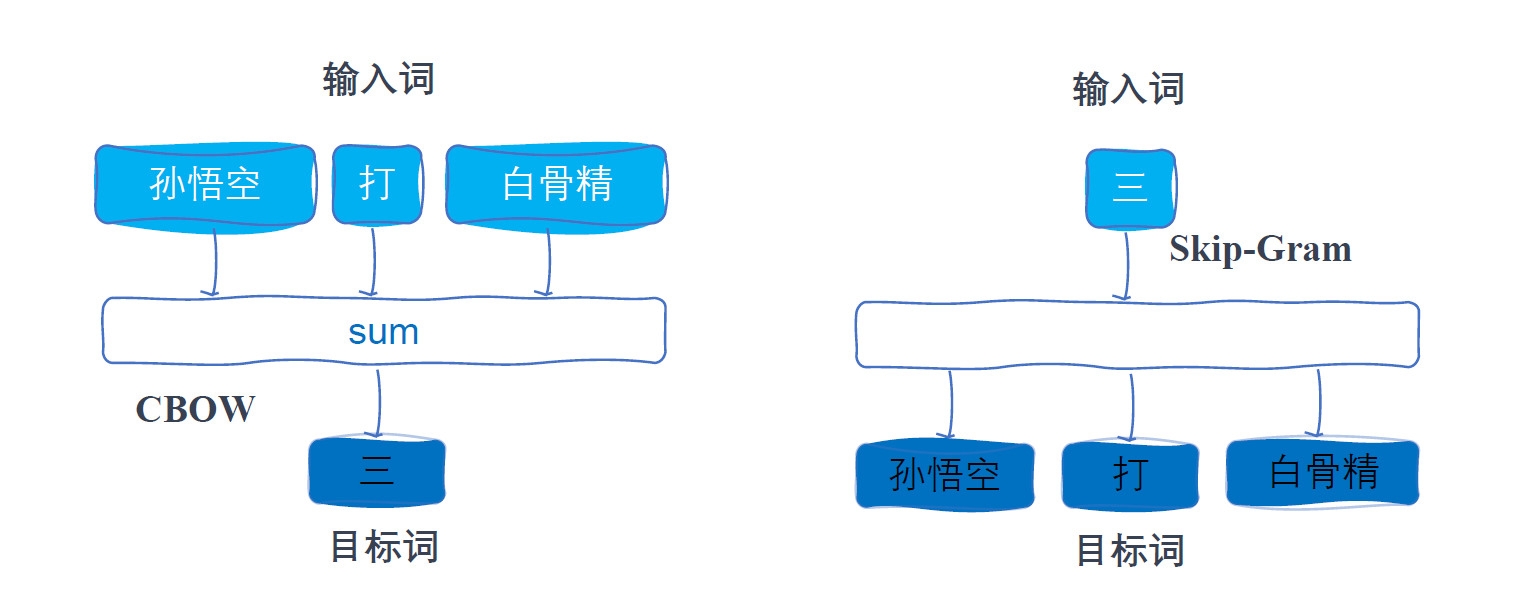 输入词
孙悟空 打 白骨精
sum
CBOW
三
目标词
输入词
三
Skip-Gram
孙悟空 打 白骨精
目标词